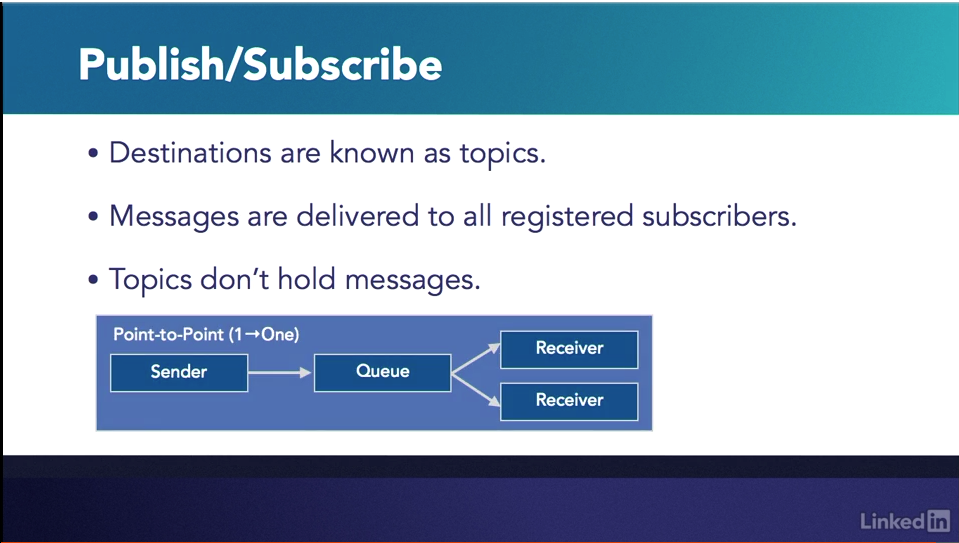 Publish/Subscribe
• Destinations are known as topics.
• Messages are delivered to all registered subscribers.
• Topics don’t hold messages.
Point-to-Point (1→One)
Sender
Queue
Receiver
Receiver
LinkedIn